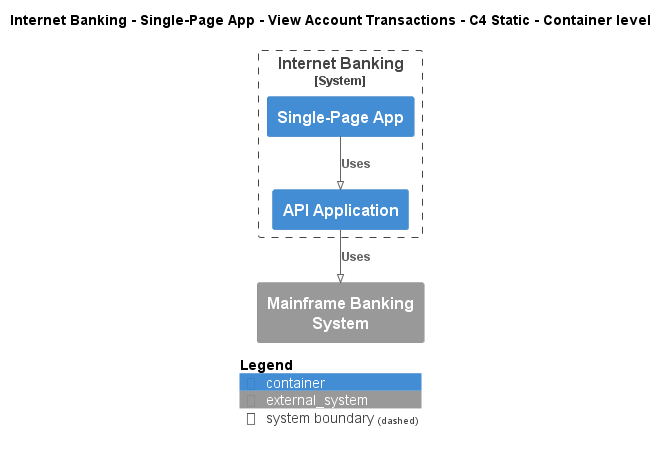 Internet Banking - Single-Page App - View Account Transactions - C4 Static - Container level
Internet Banking
[System]
Single-Page App
Uses
API Application
Uses
Mainframe Banking
System
Legend
container
external_system
system boundary (dashed)